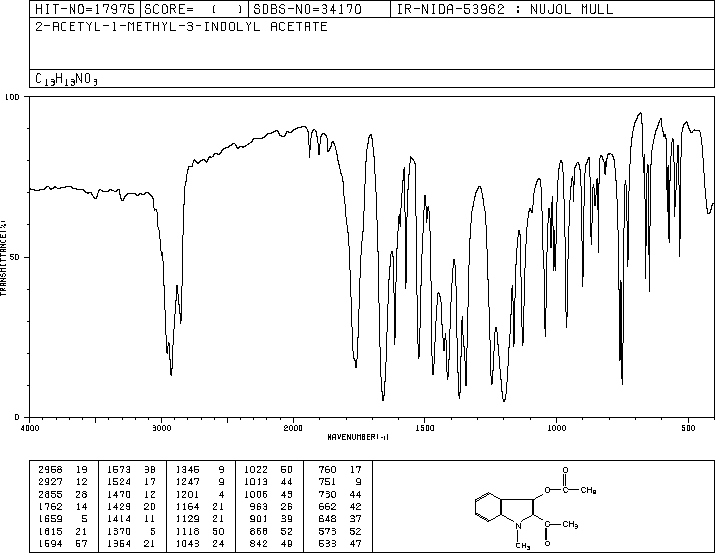 HIT-NO=17975 SCORE= ( ) SDBS-NO=34170 IR-NIDA-53962 : NUJOL MULL
2-ACETYL-1-METHYL-3-INDOLYL ACETATE
C13H13NO3
100
50
0
TRANSMITTANCE(%)
4000 3000 2000 1500 1000 500
WAVENUMBER(-1)
2958 19 1573 38 1346 9 1022 50 760 17
2927 12 1524 17 1247 9 1013 44 751 9
2855 28 1470 12 1201 4 1006 43 730 44
1762 14 1429 20 1164 21 963 26 662 42
1659 5 1414 11 1129 21 901 39 648 37
1615 21 1370 5 1118 50 868 52 573 52
1594 57 1364 21 1043 24 842 49 533 47
O
O
CH3
N
CH3
CH3
O